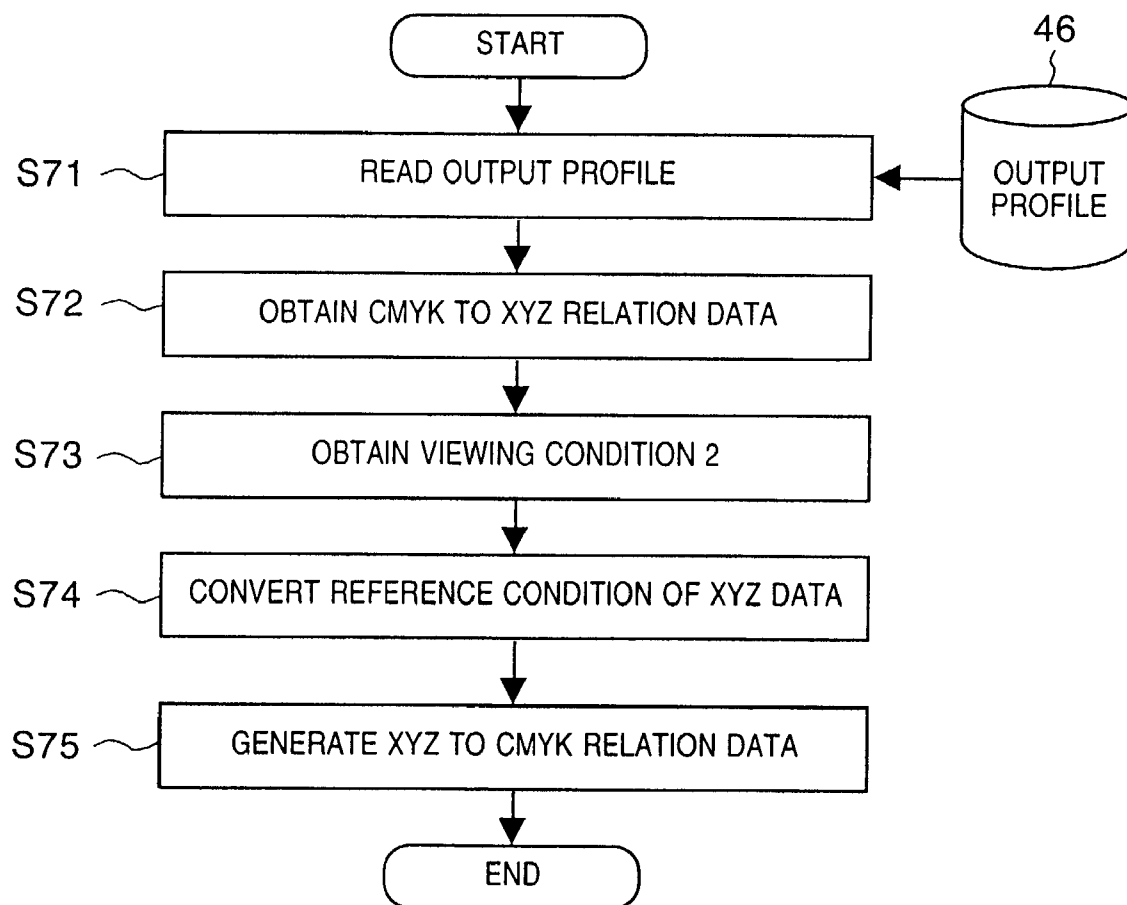 START
46
S71
READ OUTPUT PROFILE
OUTPUT
PROFILE
S72
OBTAIN CMYK TO XYZ RELATION DATA
S73
OBTAIN VIEWING CONDITION 2
S74
CONVERT REFERENCE CONDITION OF XYZ DATA
S75
GENERATE XYZ TO CMYK RELATION DATA
END